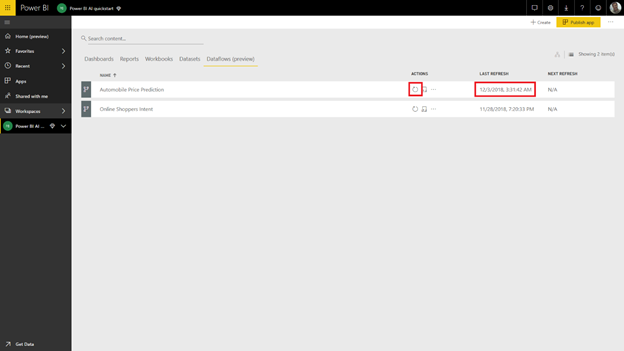 Power BI Power BI AI quickstart
Create Publish app
Home (preview)
Favorites
Recent
Apps
Shared with me
Workspaces
Power BI AI ...
Get Data
Search content...
Showing 2 item(s)
Dashboards Reports Workbooks Datasets Dataflows (preview)
NAME ACTIONS LAST REFRESH NEXT REFRESH
Automobile Price Prediction 12/3/2018, 3:31:42 AM N/A
Online Shoppers Intent 11/28/2018, 7:20:33 PM N/A